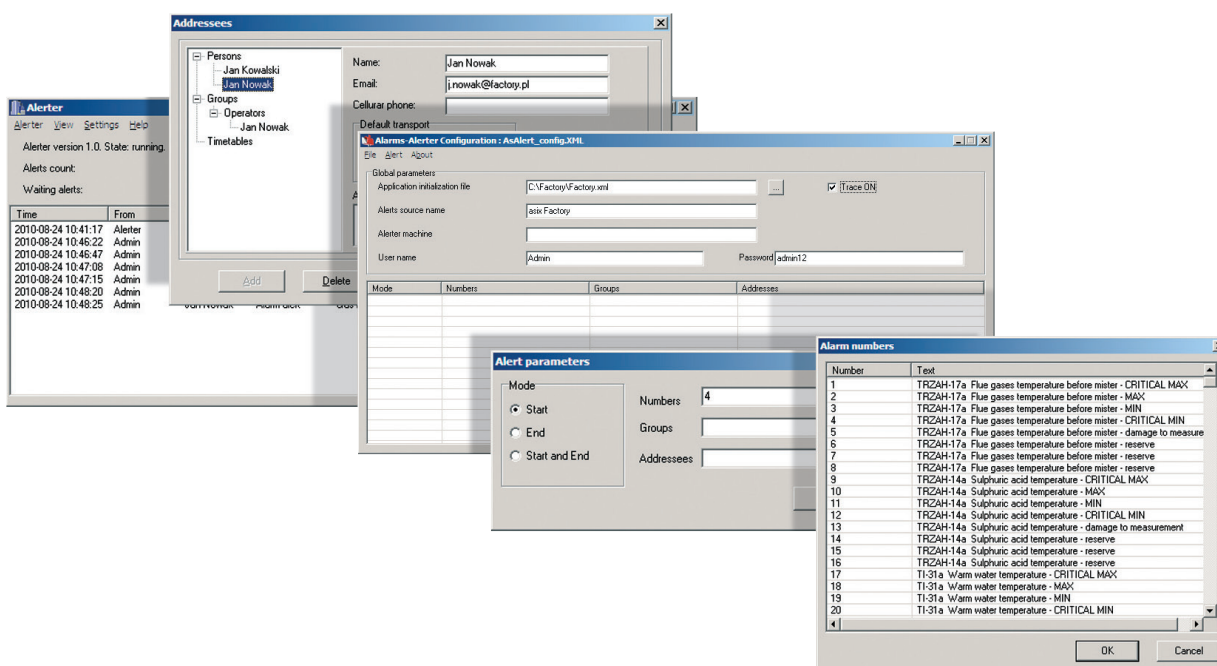 Addressees
Persons
Jan Kowalski
Jan Nowak
Groups
Operators
Jan Nowak
Timetables
Name:
Jan Nowak
Email:
j.nowak@factory.pl
Cellurar phone:
Default transport
Add
Delete
Alerter
Alerter View Settings Help
Alerter version 1.0. State: running.
Alerts count:
Waiting alerts:
Time From
2010-08-24 10:41:17 Alerter
2010-08-24 10:46:22 Admin
2010-08-24 10:46:47 Admin
2010-08-24 10:47:08 Admin
2010-08-24 10:47:15 Admin
2010-08-24 10:48:20 Admin
2010-08-24 10:48:25 Admin
Alarms-Alerter Configuration : AsAlert_config.XML
File Alert About
Global parameters
Application initialization file
C:\Factory\Factory.xml
...
Trace ON
Alerts source name
asix Factory
Alerter machine
User name
Admin
Password
admin12
Mode Numbers Groups Addresses
Alert parameters
Mode
Start
End
Start and End
Numbers
4
Groups
Addressees
Alarm numbers
Number Text
1 TRZAH-17a Flue gases temperature before mister - CRITICAL MAX
2 TRZAH-17a Flue gases temperature before mister - MAX
3 TRZAH-17a Flue gases temperature before mister - MIN
4 TRZAH-17a Flue gases temperature before mister - CRITICAL MIN
5 TRZAH-17a Flue gases temperature before mister - damage to measure
6 TRZAH-17a Flue gases temperature before mister - reserve
7 TRZAH-17a Flue gases temperature before mister - reserve
8 TRZAH-17a Flue gases temperature before mister - reserve
9 TRZAH-14a Sulphuric acid temperature - CRITICAL MAX
10 TRZAH-14a Sulphuric acid temperature - MAX
11 TRZAH-14a Sulphuric acid temperature - MIN
12 TRZAH-14a Sulphuric acid temperature - CRITICAL MIN
13 TRZAH-14a Sulphuric acid temperature - damage to measurement
14 TRZAH-14a Sulphuric acid temperature - reserve
15 TRZAH-14a Sulphuric acid temperature - reserve
16 TRZAH-14a Sulphuric acid temperature - reserve
17 TI-31a Warm water temperature - CRITICAL MAX
18 TI-31a Warm water temperature - MAX
19 TI-31a Warm water temperature - MIN
20 TI-31a Warm water temperature - CRITICAL MIN
OK
Cancel